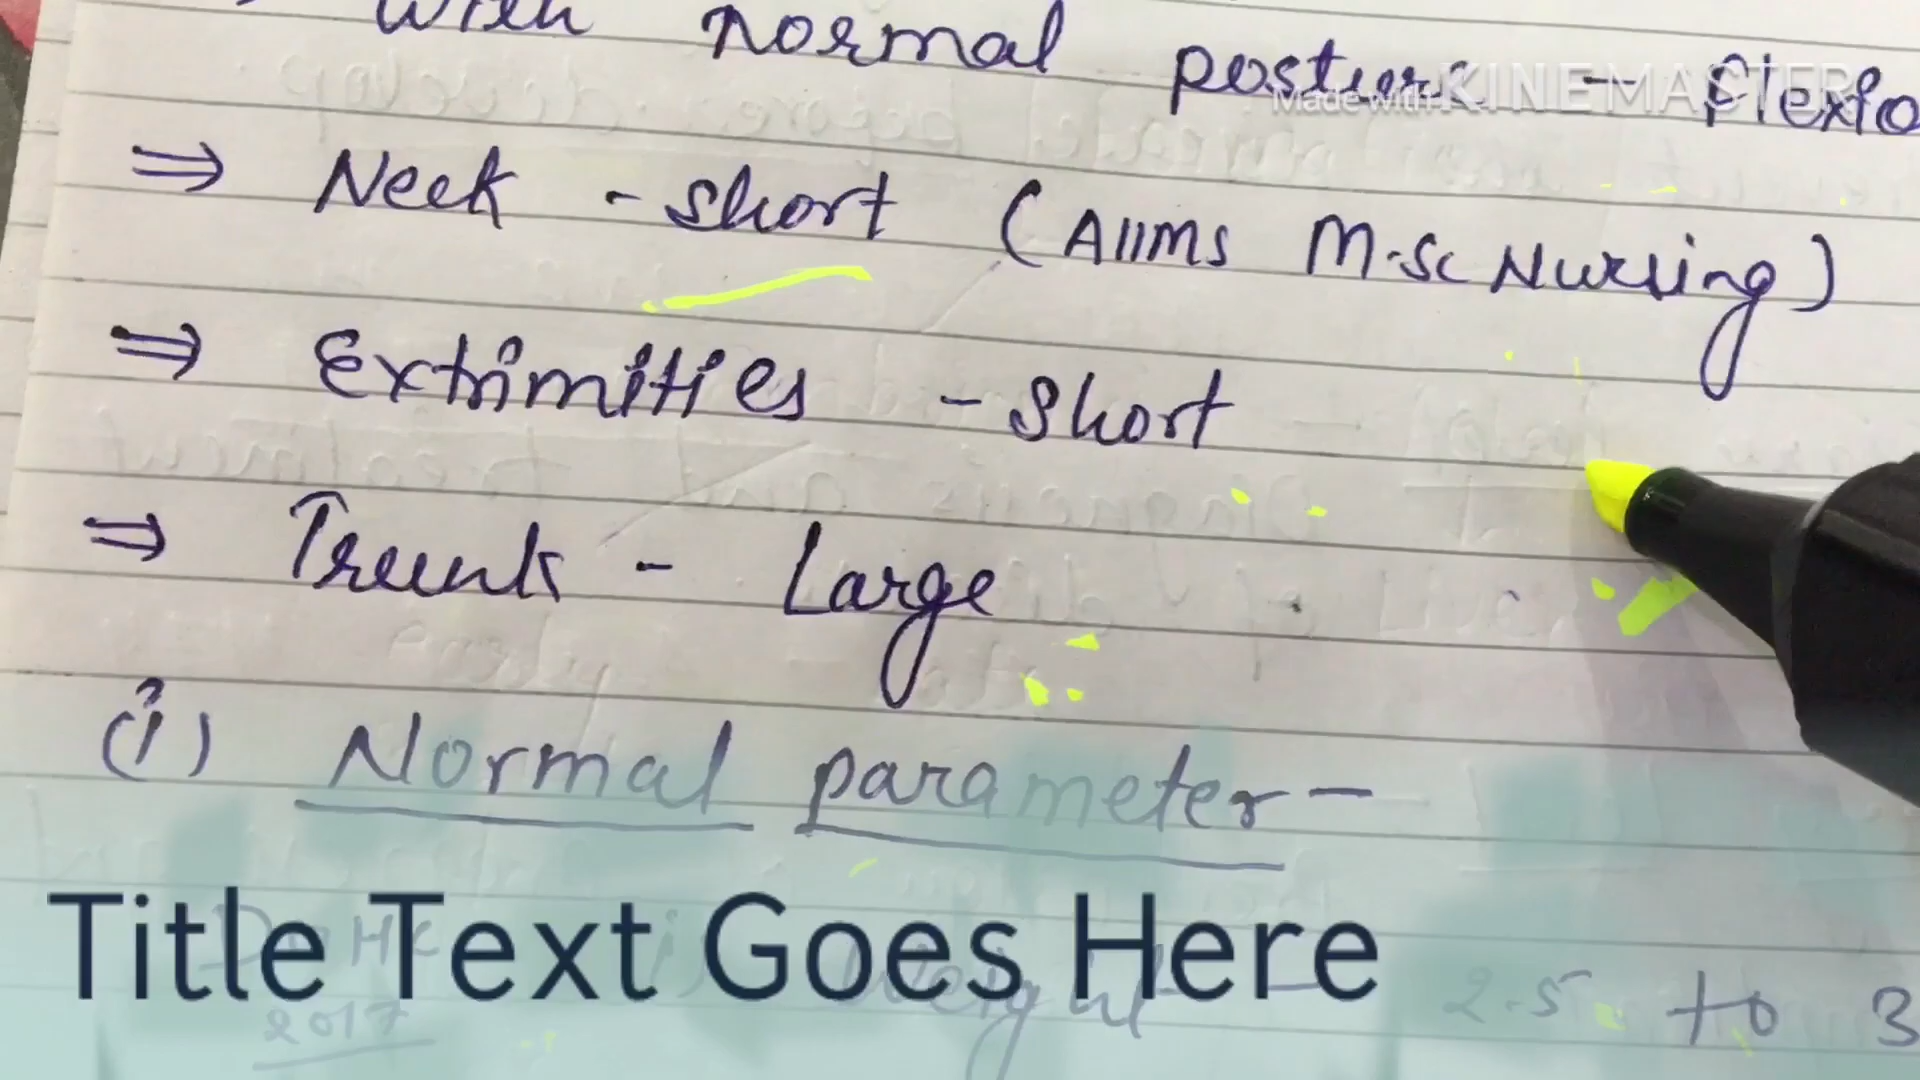 with normal posture - flexio
Made with KINEMASTER
⇒ Neck - short (AIIMS M.Sc Nursing)
⇒ Extrimities - Short
⇒ Trunk - Large
(i) Normal parameter -
Title Text Goes Here
Weight - 2.5 to 3
2017